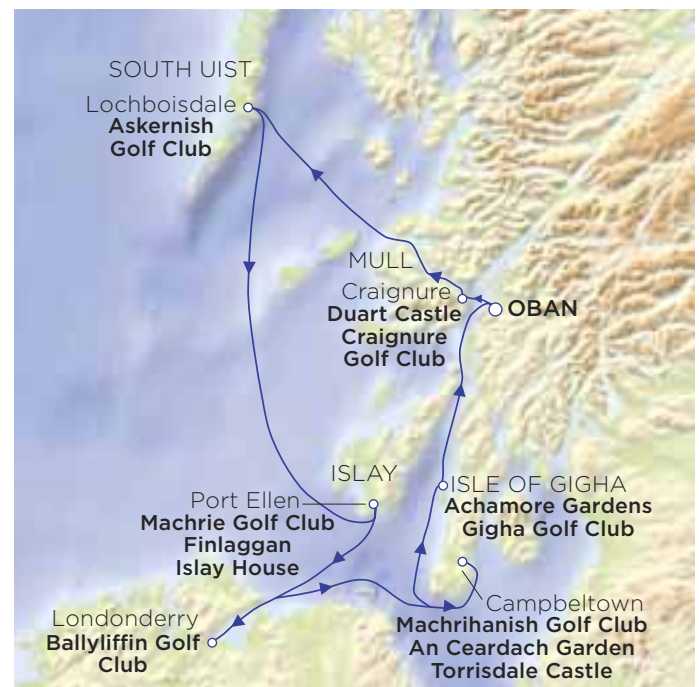 SOUTH UIST
Lochboisdale
Askernish
Golf Club
MULL
Craignure
Duart Castle
Craignure
Golf Club
OBAN
ISLAY
Port Ellen
Machrie Golf Club
Finlaggan
Islay House
ISLE OF GIGHA
Achamore Gardens
Gigha Golf Club
Londonderry
Ballyliffin Golf
Club
Campbeltown
Machrihanish Golf Club
An Ceardach Garden
Torrisdale Castle